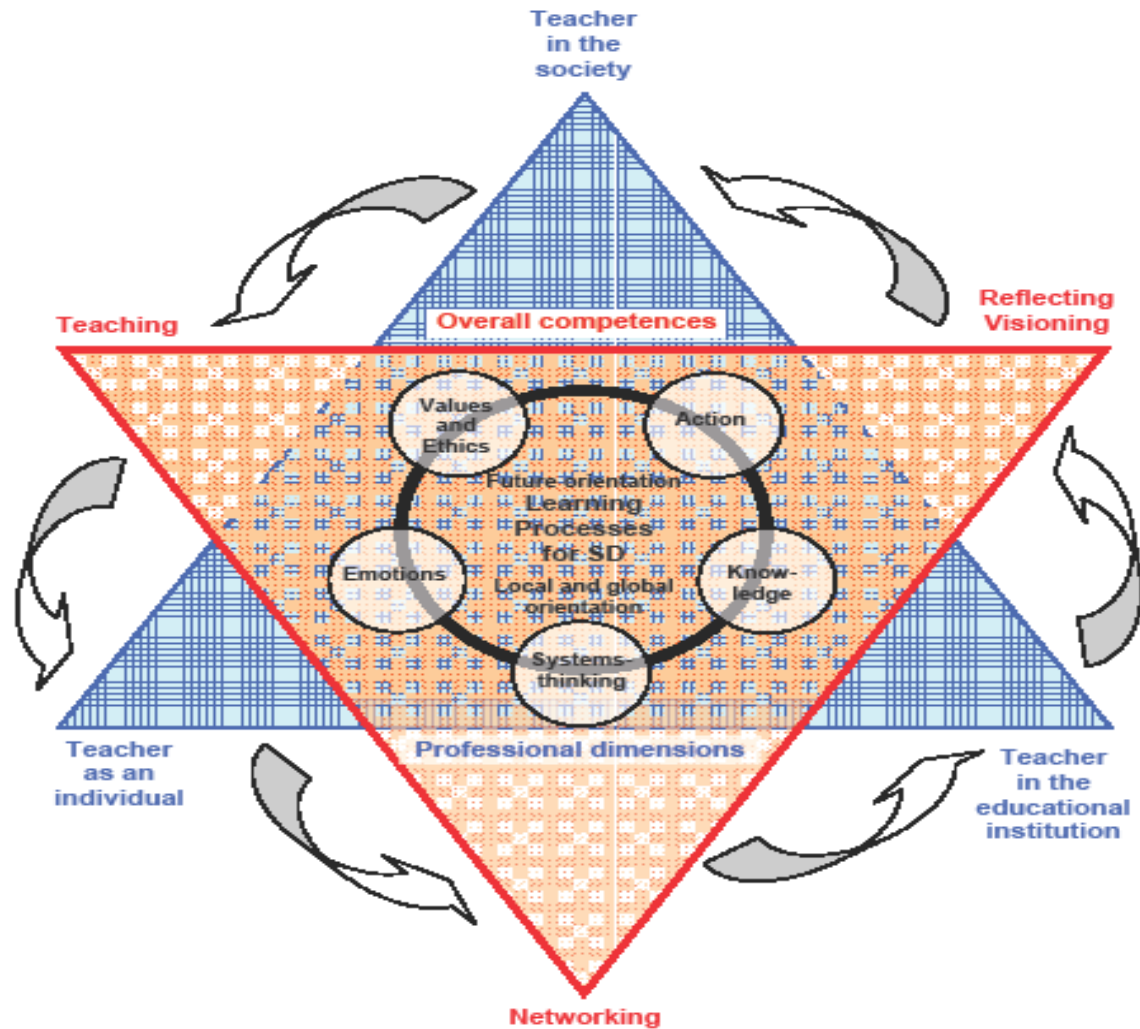 Teacher
in the
society
Teaching
Reflecting
Visioning
Overall competences
Values
and
Ethics
Action
Future orientation
Learning
Processes
for SD
Local and global
orientation
Emotions
Know-
ledge
Systems-
thinking
Professional dimensions
Teacher
as an
individual
Teacher
in the
educational
institution
Networking